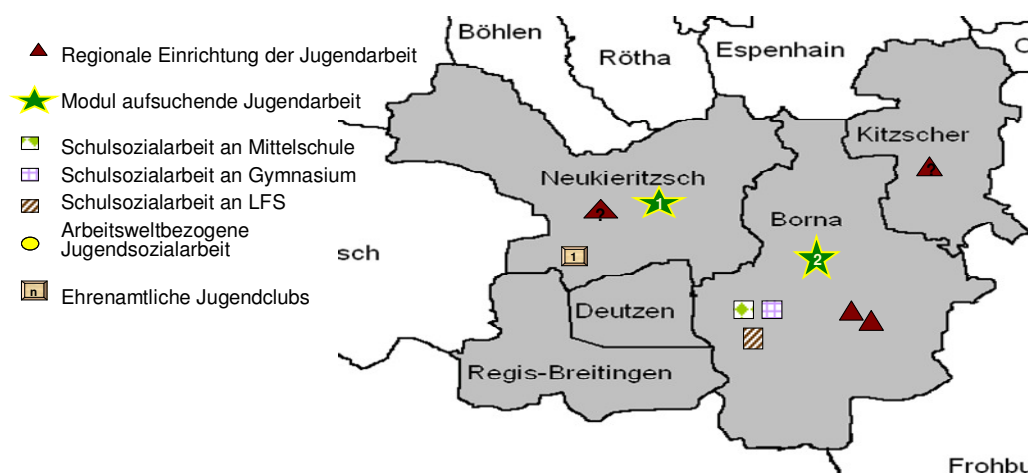 Regionale Einrichtung der Jugendarbeit
Modul aufsuchende Jugendarbeit
Schulsozialarbeit an Mittelschule
Schulsozialarbeit an Gymnasium
Schulsozialarbeit an LFS
Arbeitsweltbezogene
Jugendsozialarbeit
n
Ehrenamtliche Jugendclubs
Böhlen
Rötha
Espenhain
Kitzscher
?
Neukieritzsch
1
?
Borna
2
sch
1
Deutzen
Regis-Breitingen
Frohbu